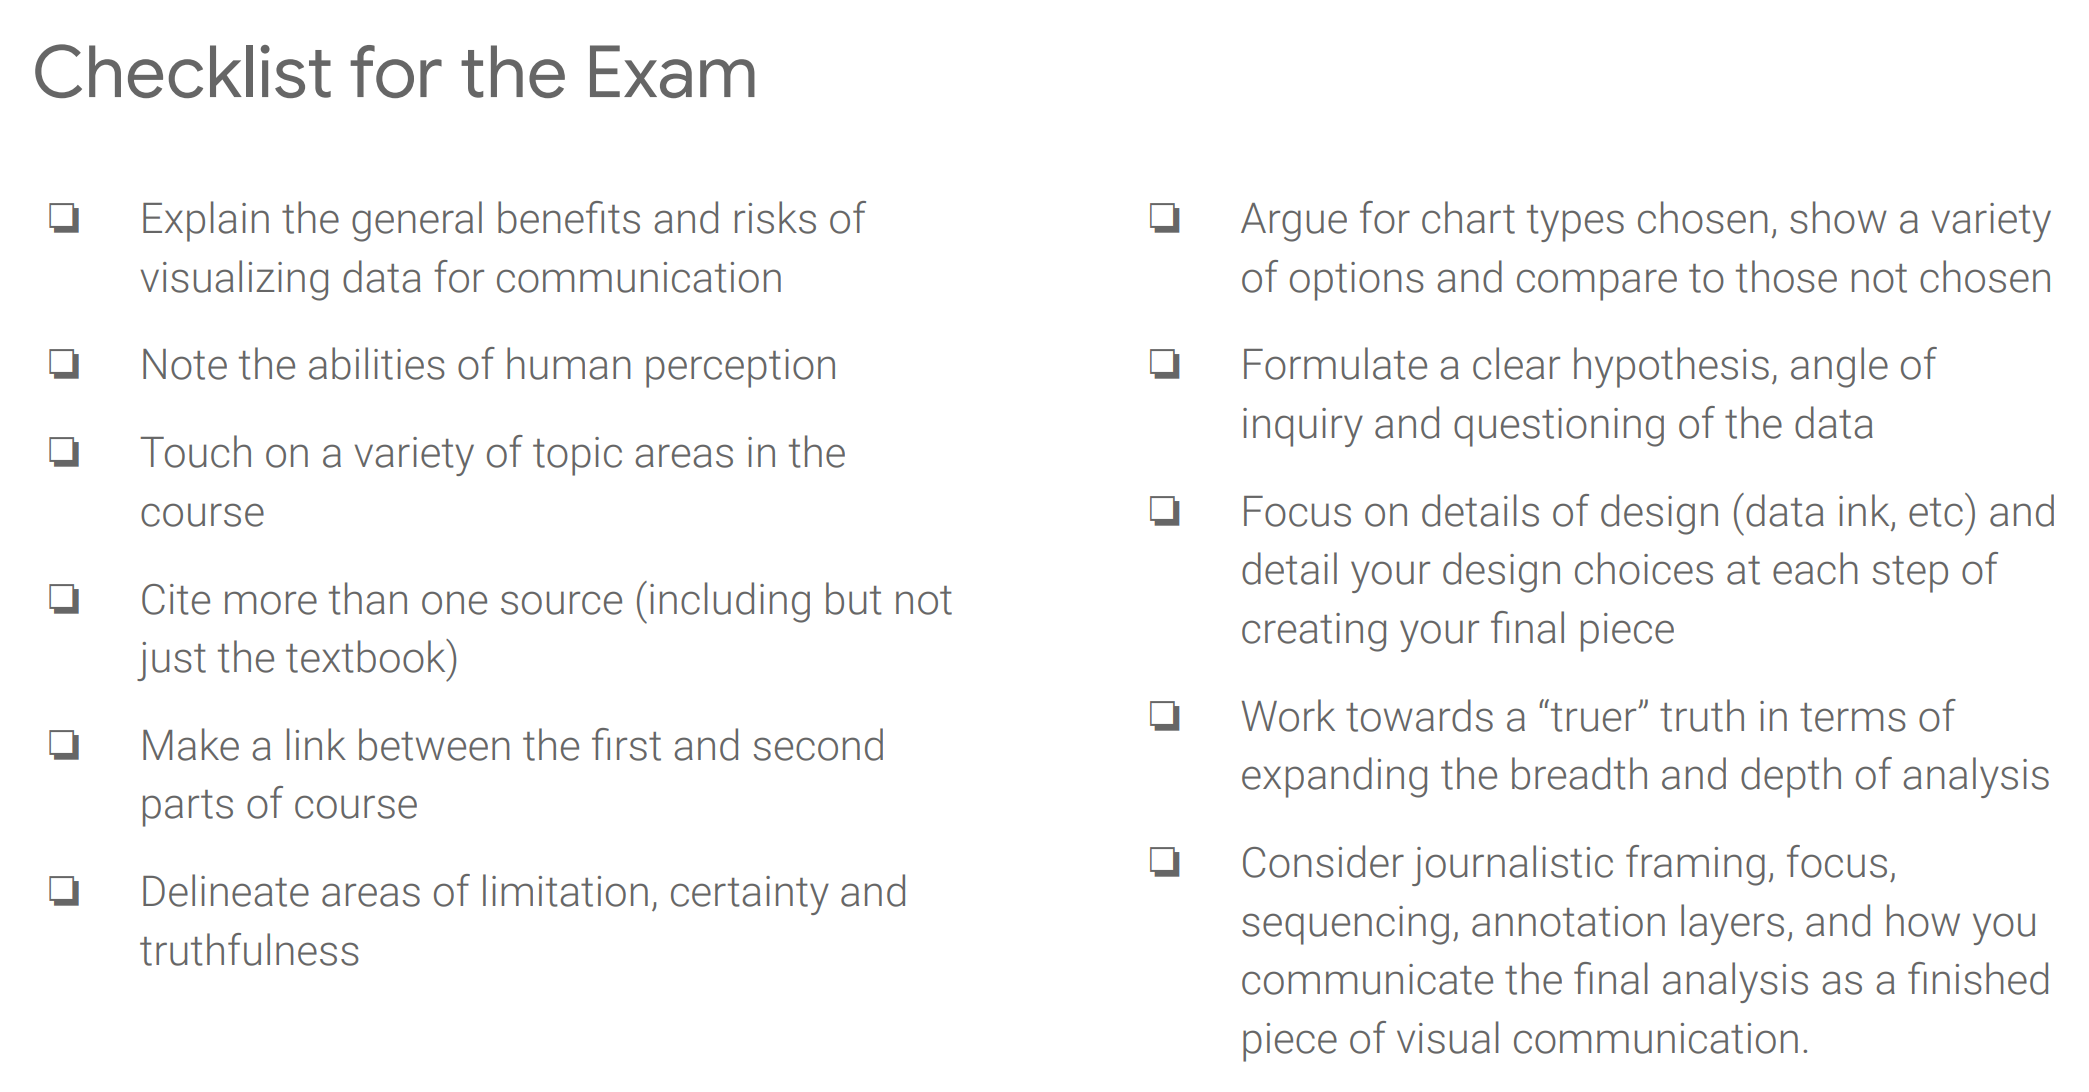 Checklist for the Exam
Explain the general benefits and risks of
visualizing data for communication
Note the abilities of human perception
Touch on a variety of topic areas in the
course
Cite more than one source (including but not
just the textbook)
Make a link between the first and second
parts of course
Delineate areas of limitation, certainty and
truthfulness
Argue for chart types chosen, show a variety
of options and compare to those not chosen
Formulate a clear hypothesis, angle of
inquiry and questioning of the data
Focus on details of design (data ink, etc) and
detail your design choices at each step of
creating your final piece
Work towards a “truer” truth in terms of
expanding the breadth and depth of analysis
Consider journalistic framing, focus,
sequencing, annotation layers, and how you
communicate the final analysis as a finished
piece of visual communication.